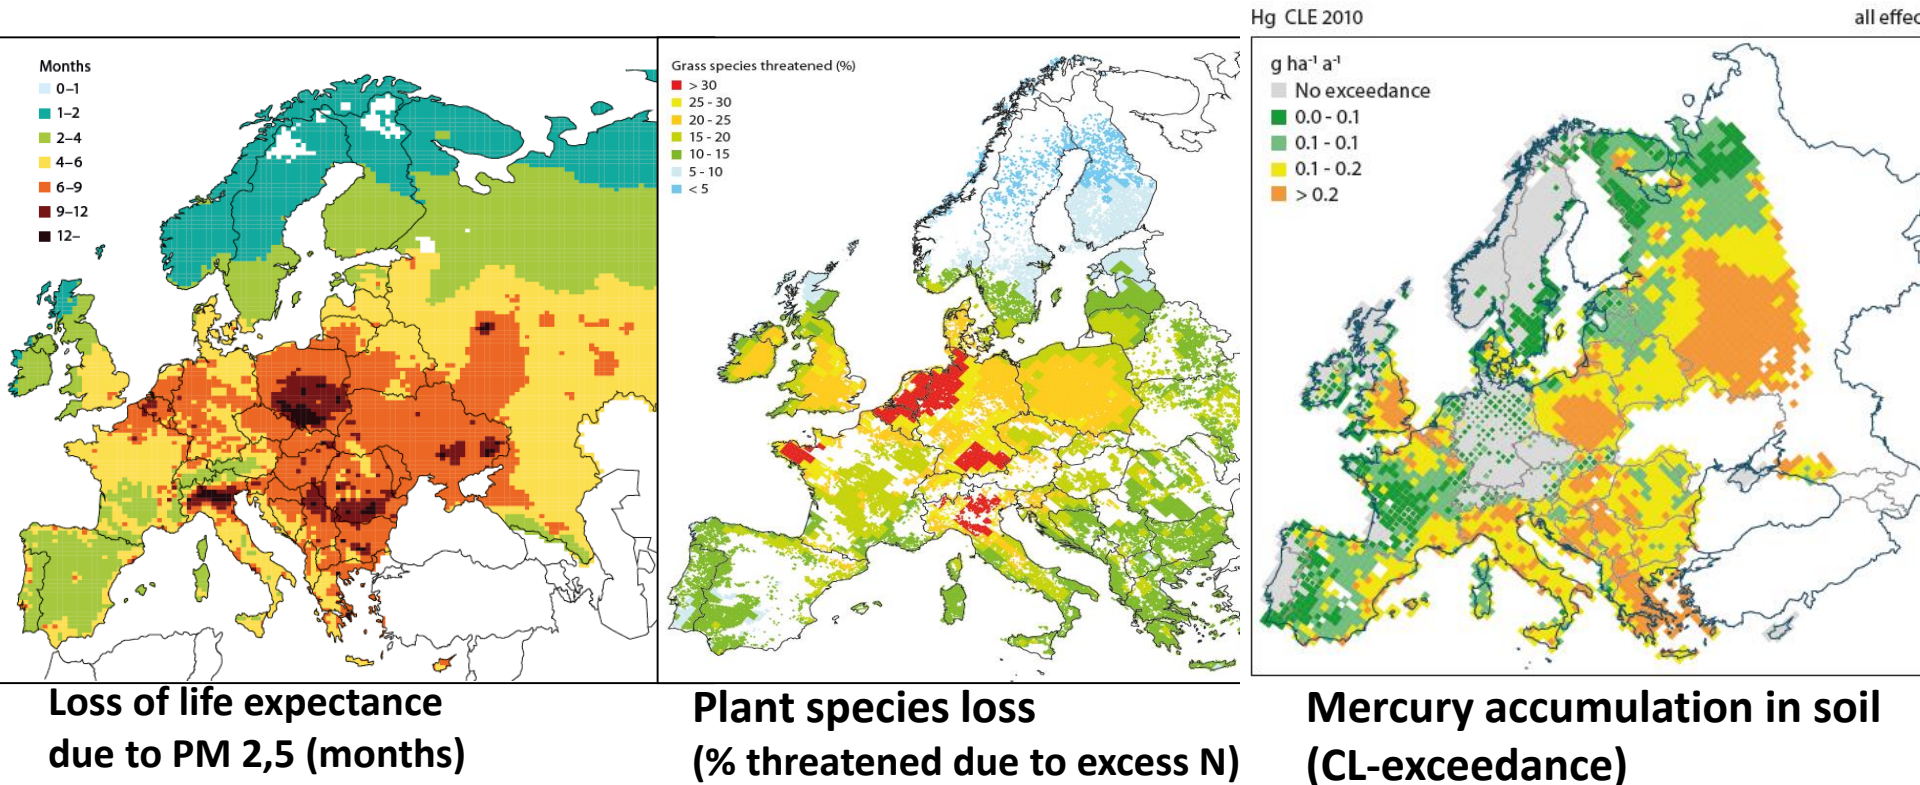 Months
0–1
1–2
2–4
4–6
6–9
9–12
12–
Loss of life expectance
due to PM 2,5 (months)
Grass species threatened (%)
> 30
25 - 30
20 - 25
15 - 20
10 - 15
5 - 10
< 5
Plant species loss
(% threatened due to excess N)
Hg CLE 2010
all effec
g ha⁻¹ a⁻¹
No exceedance
0.0 - 0.1
0.1 - 0.1
0.1 - 0.2
> 0.2
Mercury accumulation in soil
(CL-exceedance)